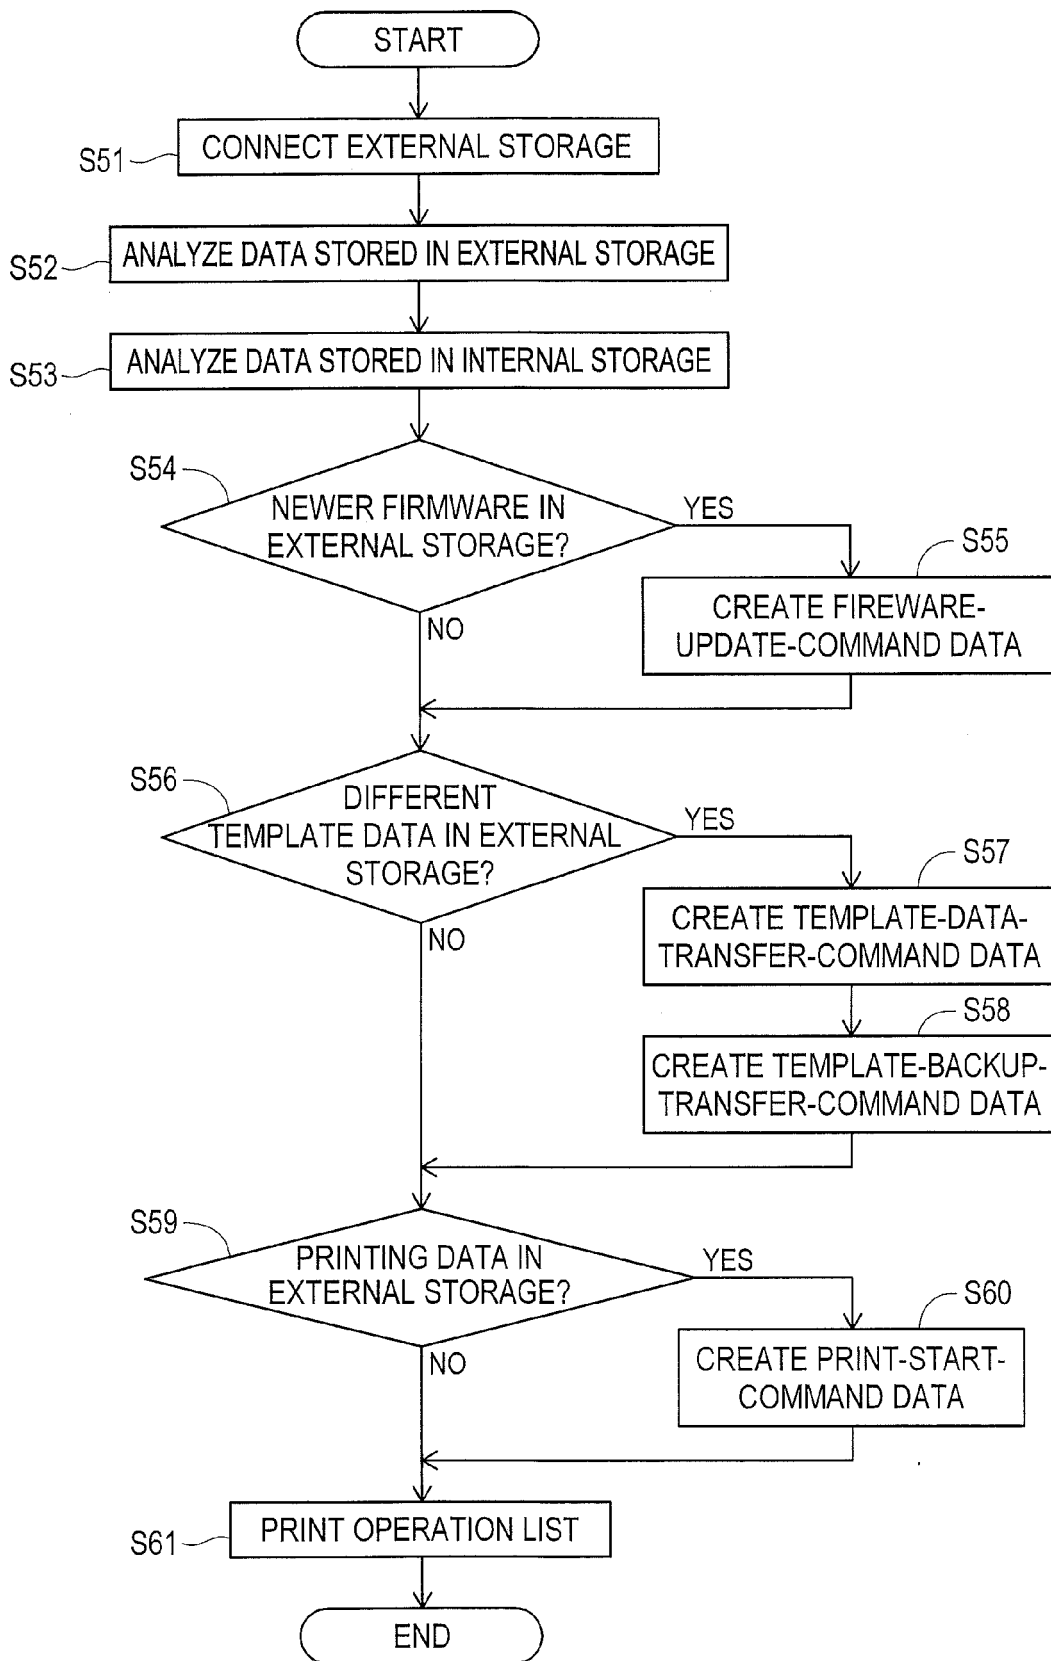 START
S51
CONNECT EXTERNAL STORAGE
S52
ANALYZE DATA STORED IN EXTERNAL STORAGE
S53
ANALYZE DATA STORED IN INTERNAL STORAGE
S54
NEWER FIRMWARE IN
EXTERNAL STORAGE?
YES
NO
S55
CREATE FIREWARE-
UPDATE-COMMAND DATA
S56
DIFFERENT
TEMPLATE DATA IN EXTERNAL
STORAGE?
YES
NO
S57
CREATE TEMPLATE-DATA-
TRANSFER-COMMAND DATA
S58
CREATE TEMPLATE-BACKUP-
TRANSFER-COMMAND DATA
S59
PRINTING DATA IN
EXTERNAL STORAGE?
YES
NO
S60
CREATE PRINT-START-
COMMAND DATA
S61
PRINT OPERATION LIST
END